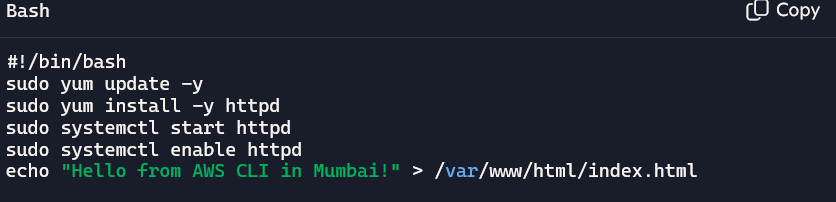 Bash
Copy
#!/bin/bash
sudo yum update -y
sudo yum install -y httpd
sudo systemctl start httpd
sudo systemctl enable httpd
echo "Hello from AWS CLI in Mumbai!" > /var/www/html/index.html